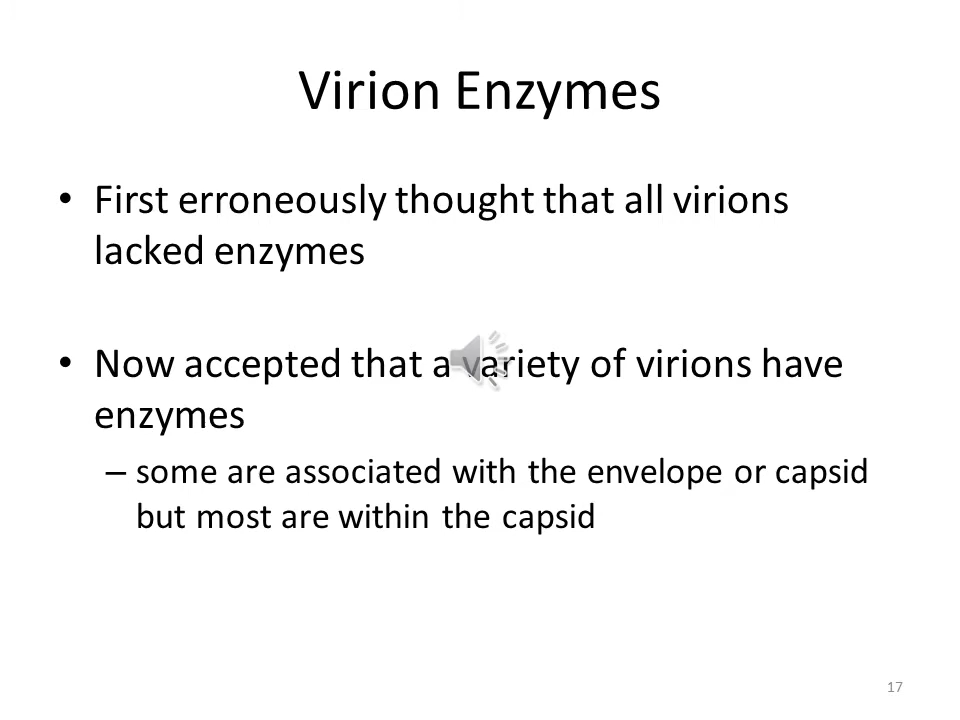 Virion Enzymes
• First erroneously thought that all virions
lacked enzymes
• Now accepted that a variety of virions have
enzymes
– some are associated with the envelope or capsid
but most are within the capsid
17